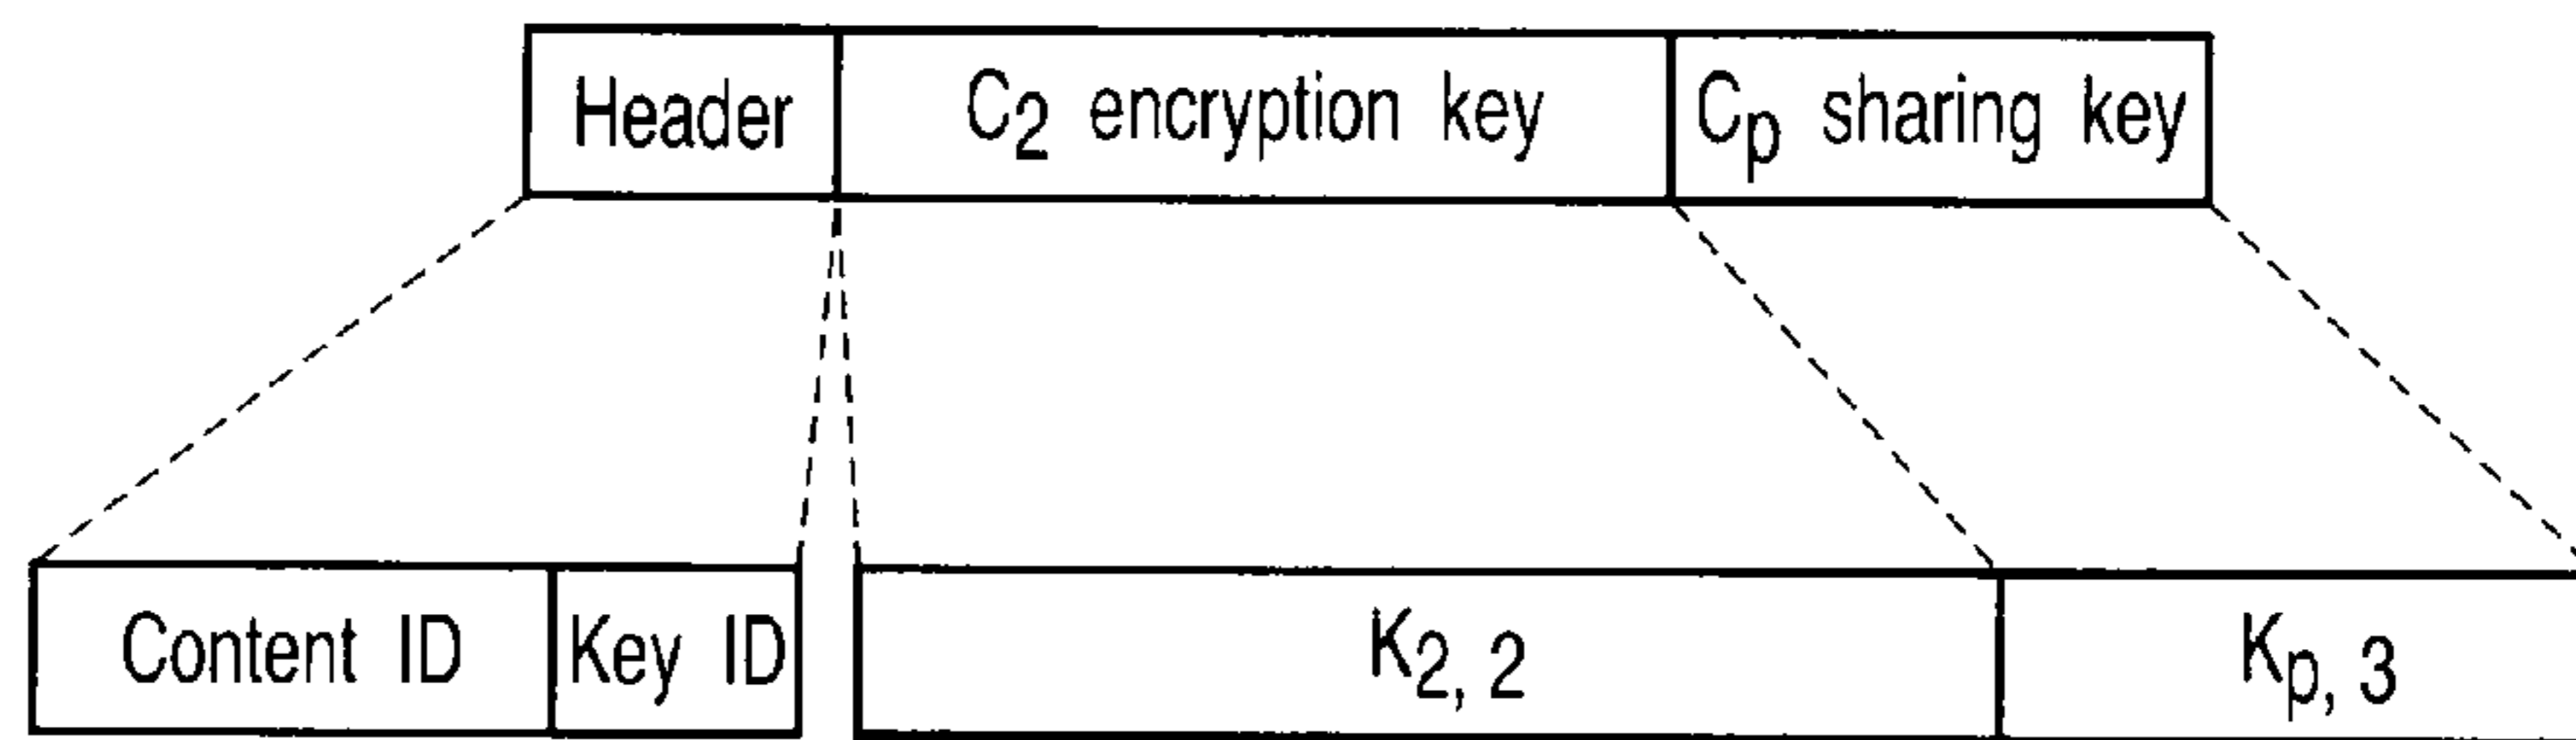 Header C2 encryption key Cp sharing key
Content ID Key ID K2, 2 Kp, 3